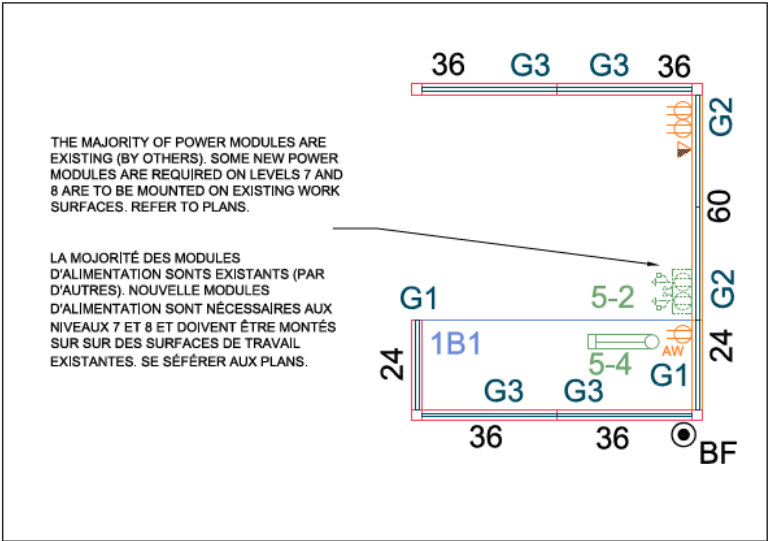 36 G3 G3 36
G2
THE MAJORITY OF POWER MODULES ARE
EXISTING (BY OTHERS). SOME NEW POWER
MODULES ARE REQUIRED ON LEVELS 7 AND
8 ARE TO BE MOUNTED ON EXISTING WORK
SURFACES. REFER TO PLANS.
60
LA MOJORITÉ DES MODULES
D'ALIMENTATION SONTS EXISTANTS (PAR
D'AUTRES). NOUVELLE MODULES
D'ALIMENTATION SONT NÉCESSAIRES AUX
NIVEAUX 7 ET 8 ET DOIVENT ÊTRE MONTÉS
SUR SUR DES SURFACES DE TRAVAIL
EXISTANTES. SE SÉFÉRER AUX PLANS.
G1 5-2 G2
24 1B1 AW 24
5-4 G1
G3 G3
36 36
BF